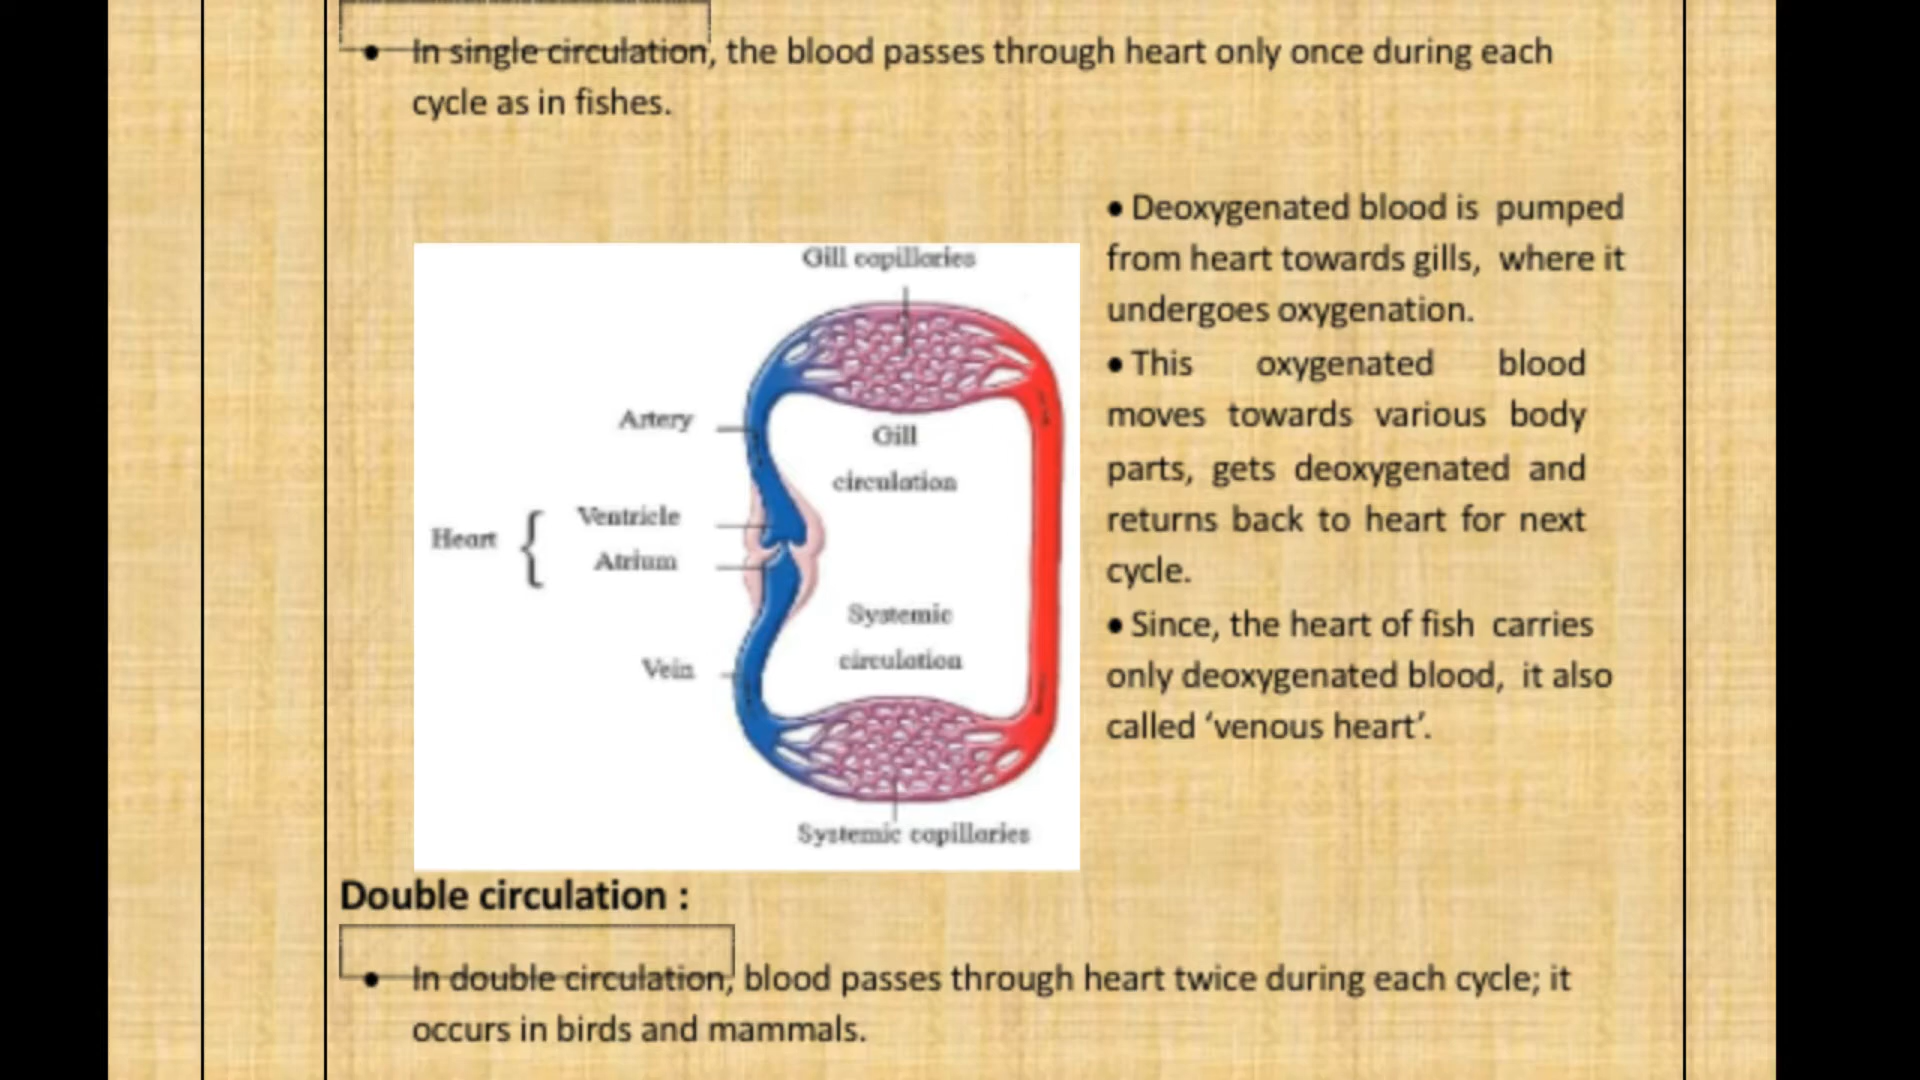 • In single circulation, the blood passes through heart only once during each
cycle as in fishes.
• Deoxygenated blood is pumped
from heart towards gills, where it
undergoes oxygenation.
• This oxygenated blood
moves towards various body
parts, gets deoxygenated and
returns back to heart for next
cycle.
• Since, the heart of fish carries
only deoxygenated blood, it also
called ‘venous heart’.
Gill capillaries
Artery
Gill
circulation
Heart {
Ventricle
Atrium
Systemic
circulation
Vein
Systemic capillaries
Double circulation :
• In double circulation, blood passes through heart twice during each cycle; it
occurs in birds and mammals.